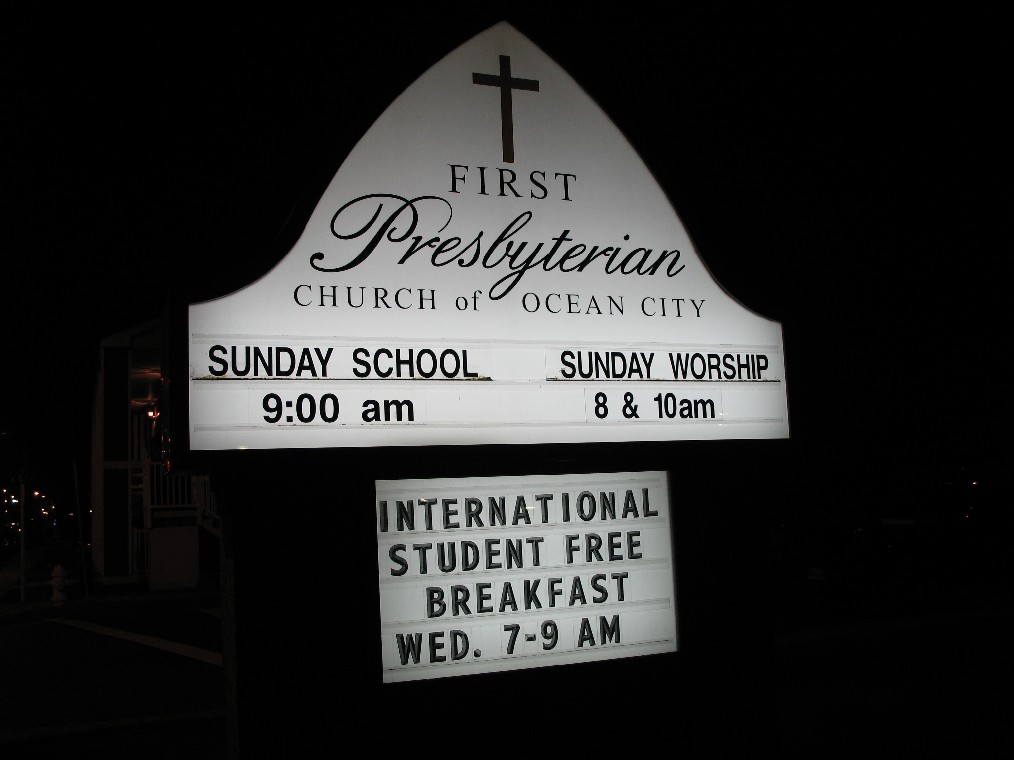 FIRST
Presbyterian
CHURCH of OCEAN CITY
SUNDAY SCHOOL SUNDAY WORSHIP
9:00 am 8 & 10am
INTERNATIONAL
STUDENT FREE
BREAKFAST
WED. 7-9 AM